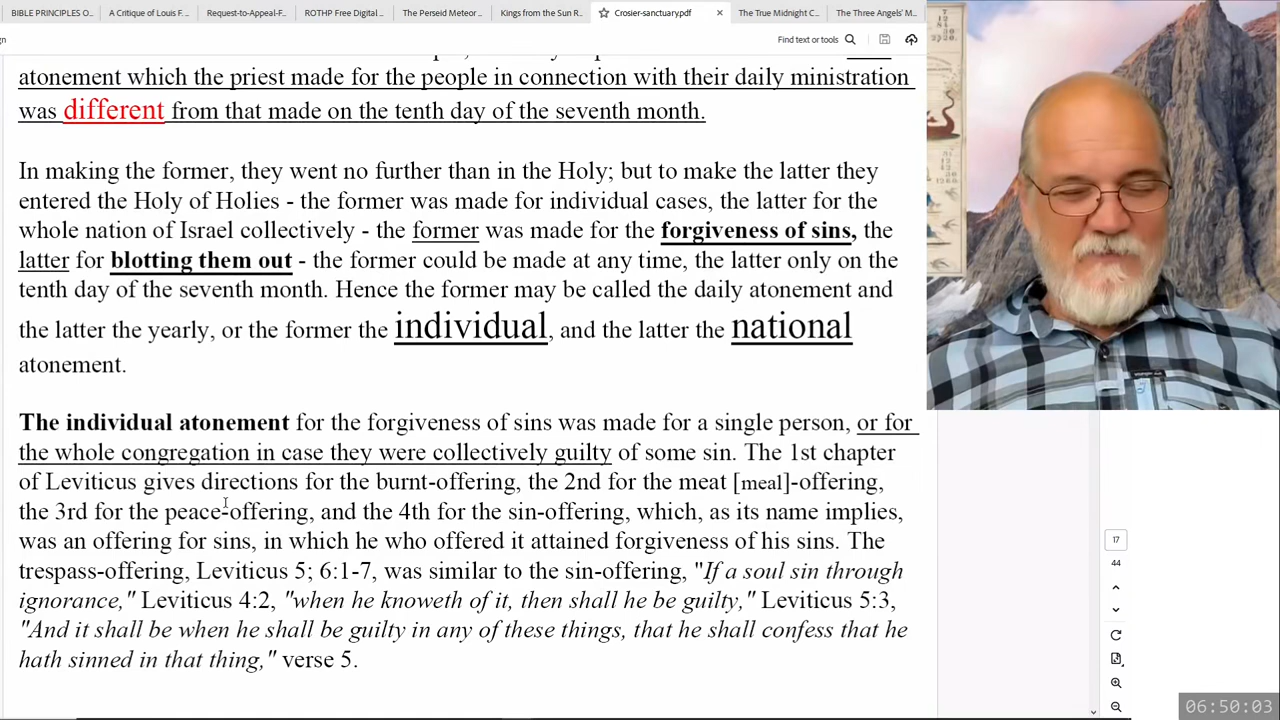 BIBLE PRINCIPLES O... A Critique of Louis F. ... Request-to-Appeal-F... ROTHP Free Digital ... The Perseid Meteor ... Kings from the Sun R... Crosier-sanctuary.pdf × The True Midnight C... The Three Angels' M...
Find text or tools
atonement which the priest made for the people in connection with their daily ministration
was different from that made on the tenth day of the seventh month.
In making the former, they went no further than in the Holy; but to make the latter they
entered the Holy of Holies - the former was made for individual cases, the latter for the
whole nation of Israel collectively - the former was made for the forgiveness of sins, the
latter for blotting them out - the former could be made at any time, the latter only on the
tenth day of the seventh month. Hence the former may be called the daily atonement and
the latter the yearly, or the former the individual, and the latter the national
atonement.
The individual atonement for the forgiveness of sins was made for a single person, or for
the whole congregation in case they were collectively guilty of some sin. The 1st chapter
of Leviticus gives directions for the burnt-offering, the 2nd for the meat [meal]-offering,
the 3rd for the peace-offering, and the 4th for the sin-offering, which, as its name implies,
was an offering for sins, in which he who offered it attained forgiveness of his sins. The
trespass-offering, Leviticus 5; 6:1-7, was similar to the sin-offering, "If a soul sin through
ignorance," Leviticus 4:2, "when he knoweth of it, then shall he be guilty," Leviticus 5:3,
"And it shall be when he shall be guilty in any of these things, that he shall confess that he
hath sinned in that thing," verse 5.
17
44
06:50:03